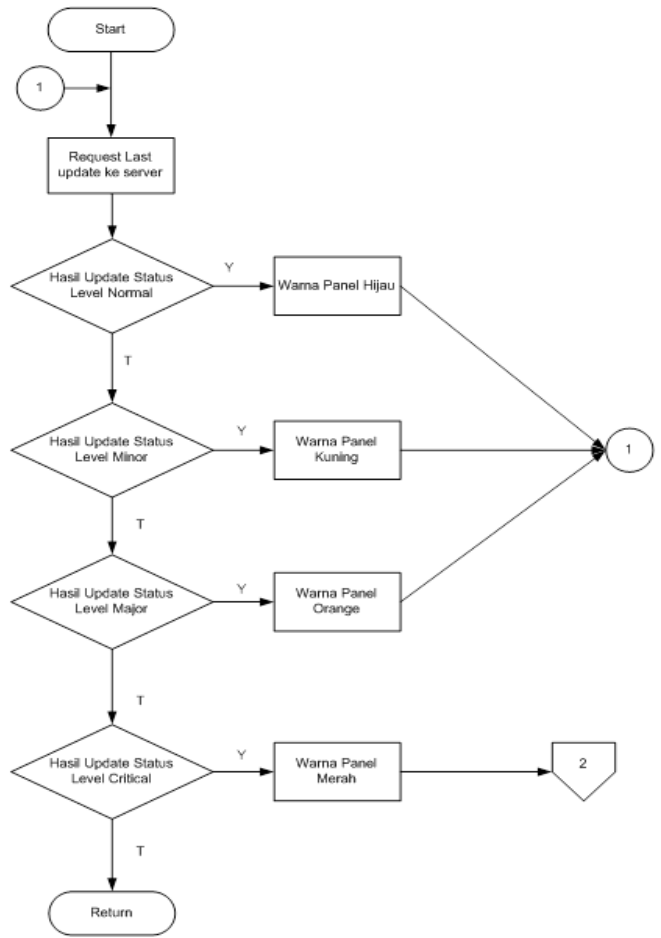 Start
1
Request Last
update ke server
Hasil Update Status
Level Normal
Y
Warna Panel Hijau
T
Hasil Update Status
Level Minor
Y
Warna Panel
Kuning
1
T
Hasil Update Status
Level Major
Y
Warna Panel
Orange
T
Hasil Update Status
Level Critical
Y
Warna Panel
Merah
2
T
Return